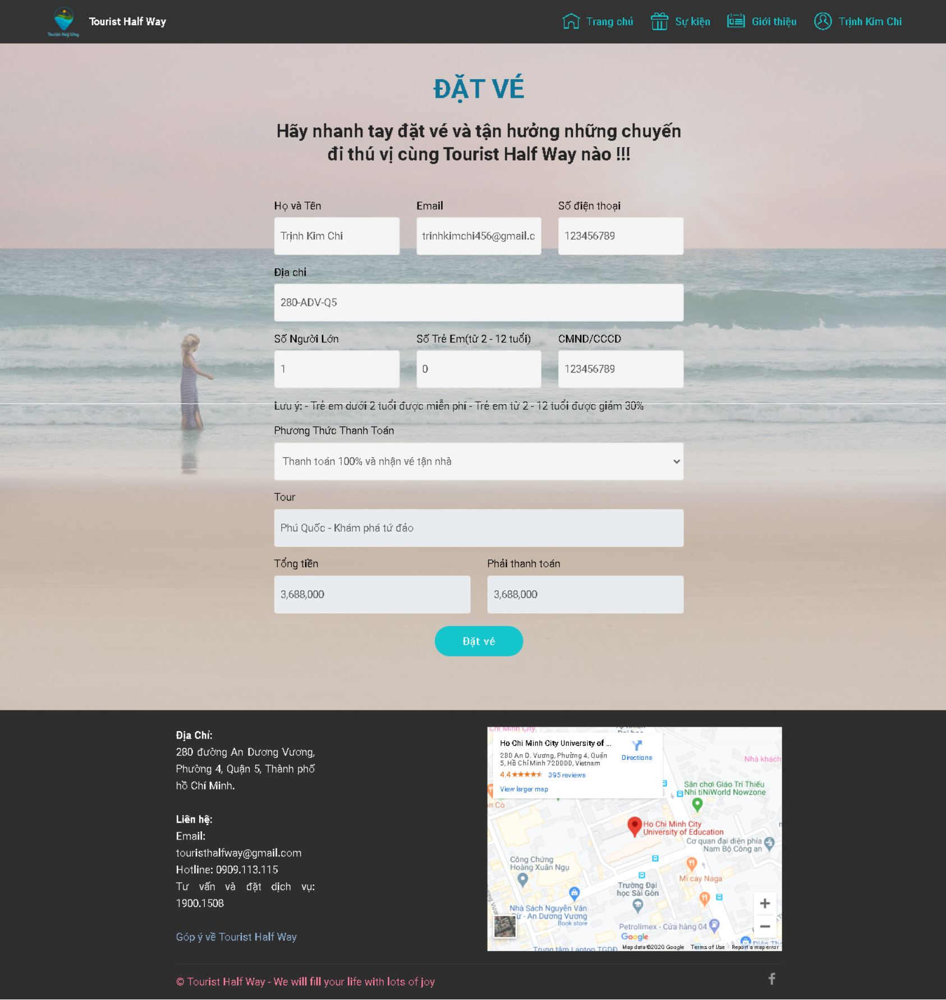 Tourist Half Way
Tourist Half Way
Trang chủ
Sự kiện
Giới thiệu
Trịnh Kim Chi
ĐẶT VÉ
Hãy nhanh tay đặt vé và tận hưởng những chuyến
đi thú vị cùng Tourist Half Way nào !!!
Họ và Tên
Email
Số điện thoại
Trịnh Kim Chi
trinhkimchi456@gmail.c
123456789
Địa chỉ
280-ADV-Q5
Số Người Lớn
Số Trẻ Em(từ 2 - 12 tuổi)
CMND/CCCD
1
0
123456789
Lưu ý: - Trẻ em dưới 2 tuổi được miễn phí - Trẻ em từ 2 - 12 tuổi được giảm 30%
Phương Thức Thanh Toán
Thanh toán 100% và nhận vé tận nhà
Tour
Phú Quốc - Khám phá tứ đảo
Tổng tiền
Phải thanh toán
3,688,000
3,688,000
Đặt vé
Địa Chỉ:
280 đường An Dương Vương,
Phường 4, Quận 5, Thành phố
hồ Chí Minh.
Liên hệ:
Email:
touristhalfway@gmail.com
Hotline: 0909.113.115
Tư vấn và đặt dịch vụ:
1900.1508
Góp ý về Tourist Half Way
Chi Minh City
Ho Chi Minh City University of ...
280 An D. Vương, Phường 4, Quận
5, Hồ Chí Minh 720000, Vietnam
4.4
395 reviews
View larger map
Directions
Nhà khách
Sân chơi Giáo Trí Thiếu
Nhi tiNiWorld Nowzone
Ho Chi Minh City
University of Education
Cơ quan đại diện phía
Nam Bộ Công an
Công Chứng
Hoàng Xuân Ngụ
Mì cay Naga
Trường Đại
học Sài Gòn
Nhà Sách Nguyễn Văn
Cừ - An Dương Vương
Book store
Petrolimex - Cửa hàng 04
Google
Trung tâm Laptop TGDĐ
Map data ©2020 Google
Terms of Use
Report a map error
© Tourist Half Way - We will fill your life with lots of joy